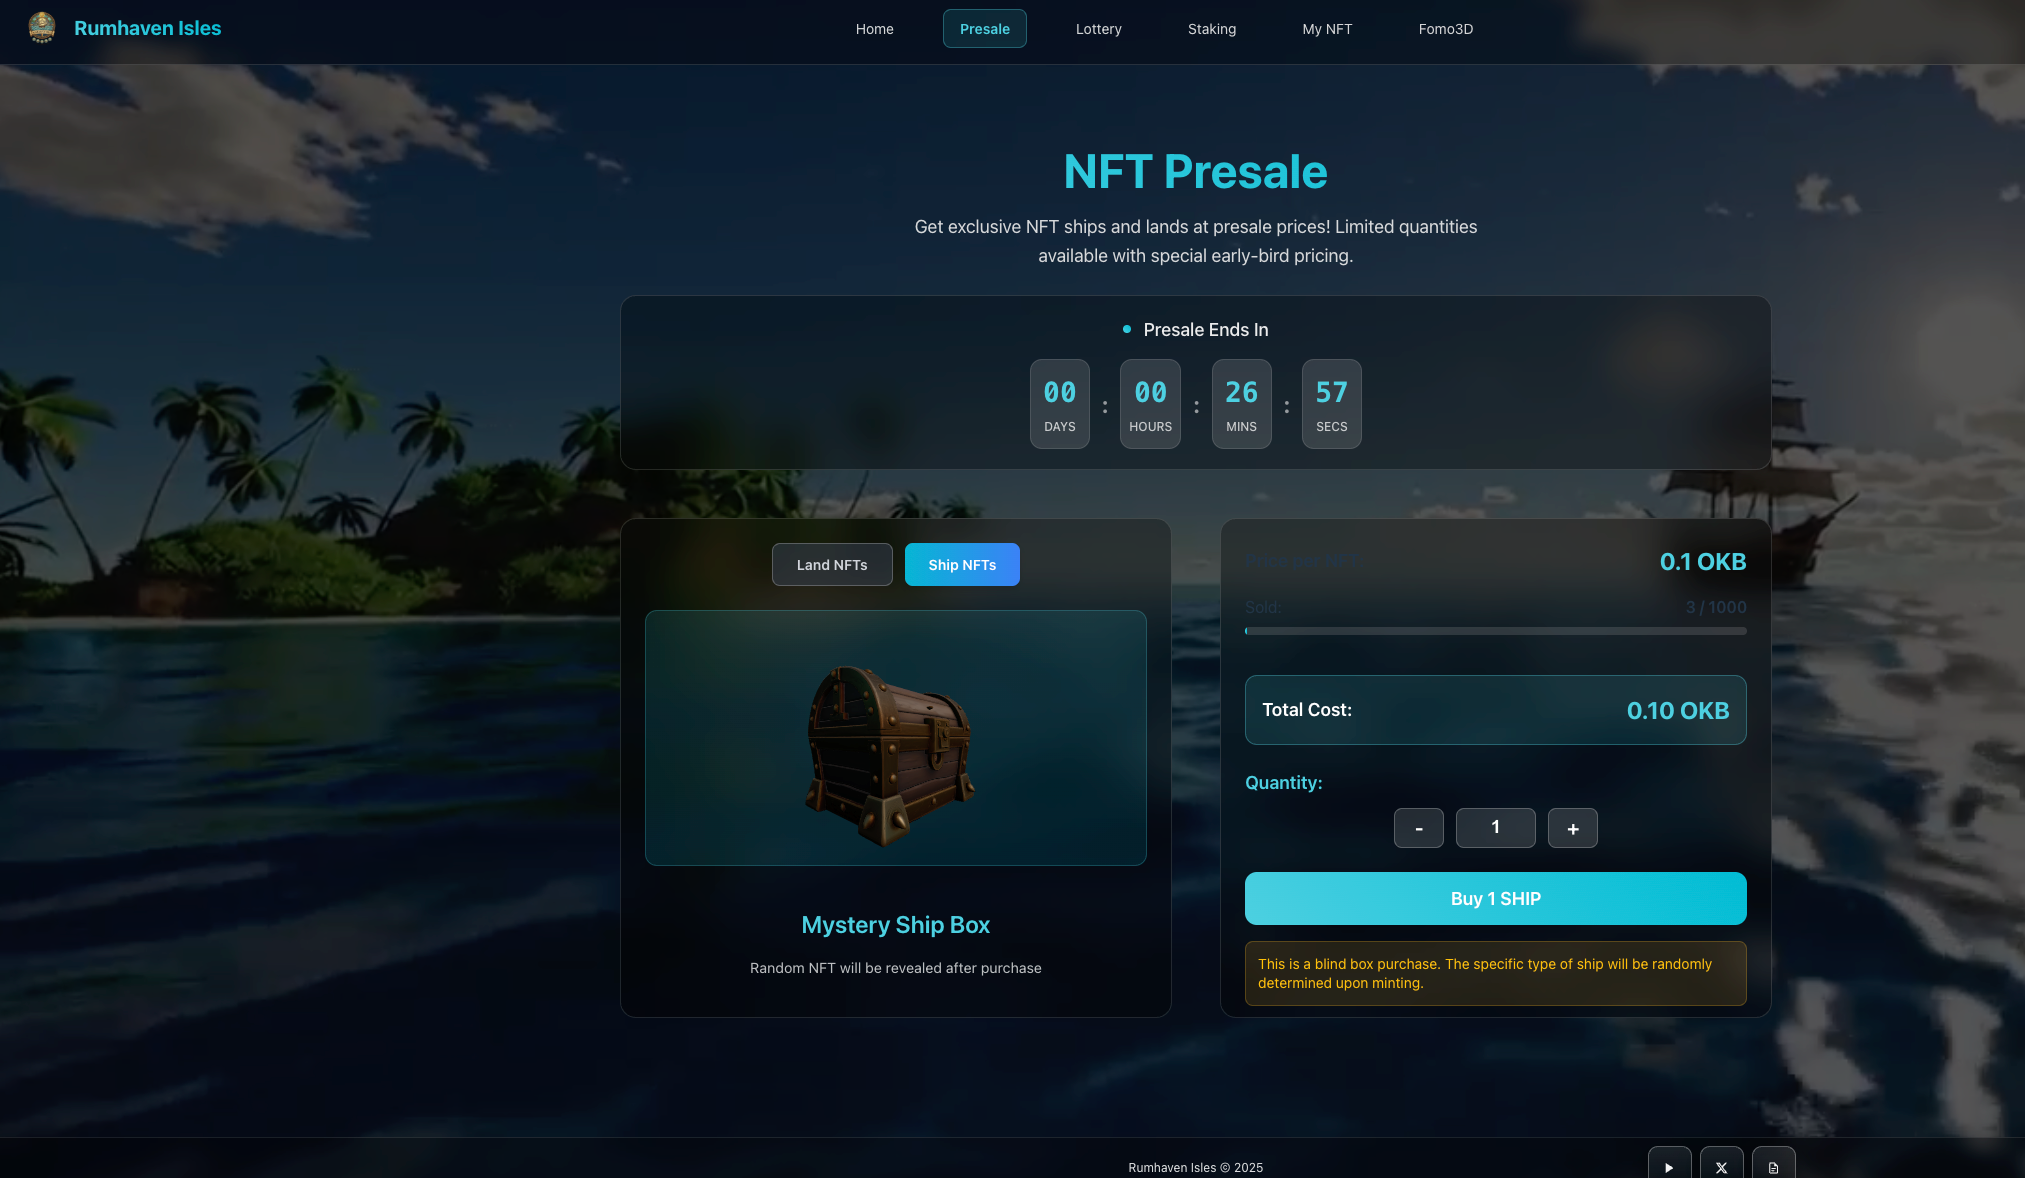 Rumhaven Isles
Home
Presale
Lottery
Staking
My NFT
Fomo3D
NFT Presale
Get exclusive NFT ships and lands at presale prices! Limited quantities
available with special early-bird pricing.
Presale Ends In
00 : 00 : 26 : 57
DAYS HOURS MINS SECS
Land NFTs
Ship NFTs
Mystery Ship Box
Random NFT will be revealed after purchase
0.1 OKB
Sold: 3 / 1000
Total Cost: 0.10 OKB
Quantity:
- 1 +
Buy 1 SHIP
This is a blind box purchase. The specific type of ship will be randomly
determined upon minting.
Rumhaven Isles © 2025